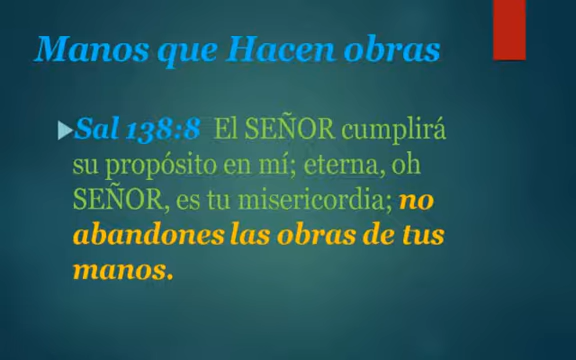 Manos que Hacen obras
Sal 138:8 El SEÑOR cumplirá
su propósito en mí; eterna, oh
SEÑOR, es tu misericordia; no
abandones las obras de tus
manos.